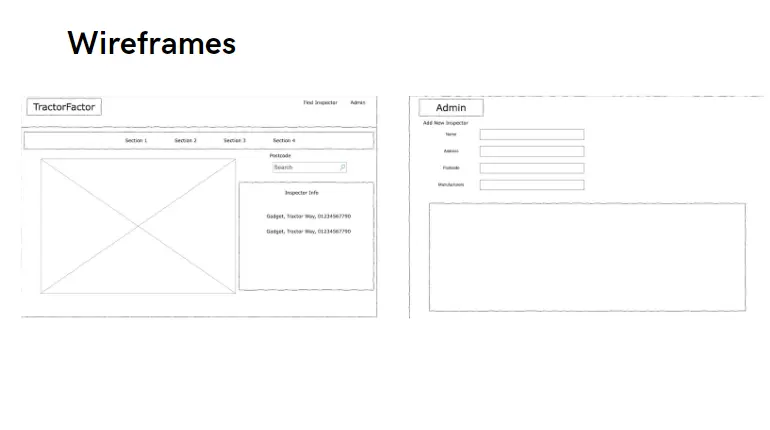 Wireframes
TractorFactor
Find Inspector
Admin
Section 1
Section 2
Section 3
Section 4
Postcode
Search
Inspector Info
Gadget, Tractor Way, 01234567790
Gadget, Tractor Way, 01234567790
Admin
Add New Inspector
Name
Address
Postcode
Manufacturers